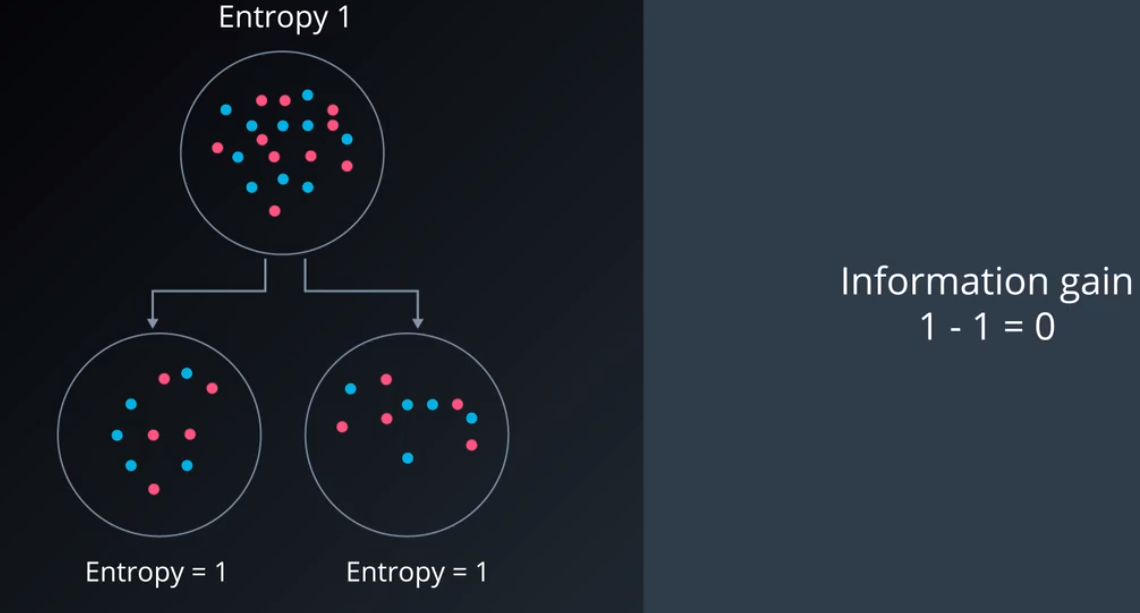 Entropy 1
Information gain
1 - 1 = 0
Entropy = 1
Entropy = 1